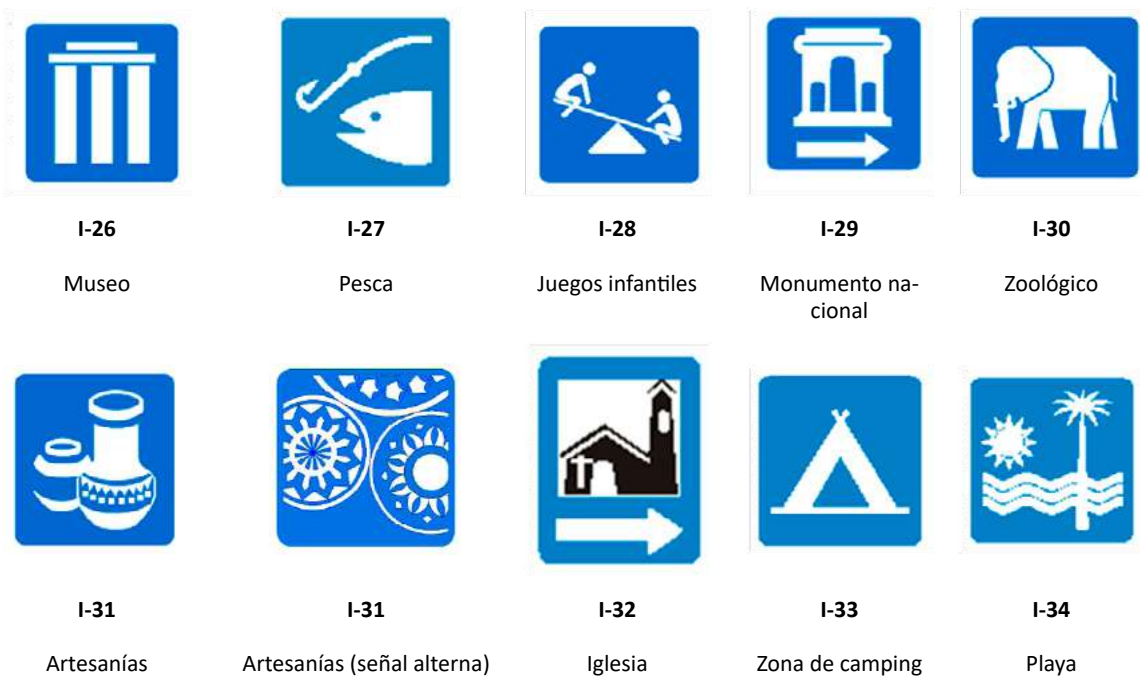 I-26 I-27 I-28 I-29 I-30
Museo Pesca Juegos infantiles Monumento na-
cional Zoológico
I-31 I-31 I-32 I-33 I-34
Artesanías Artesanías (señal alterna) Iglesia Zona de camping Playa